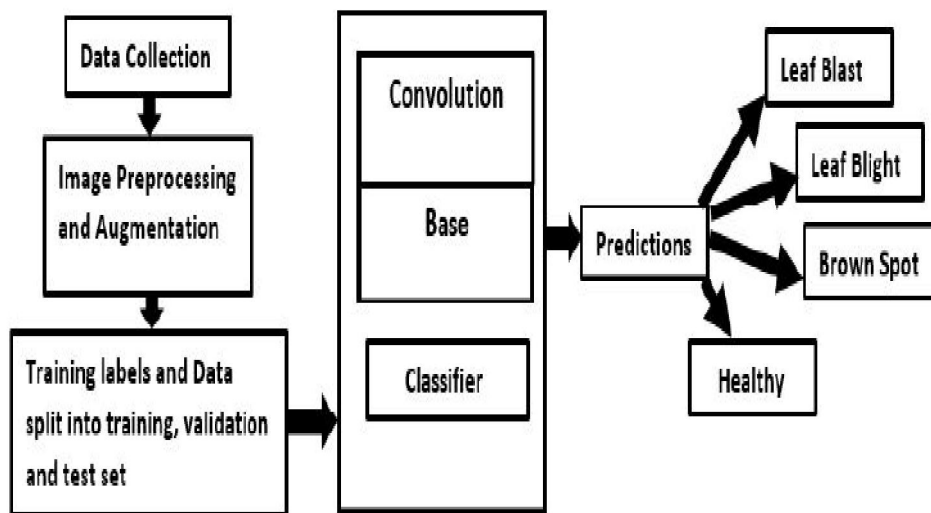 Data Collection
Image Preprocessing
and Augmentation
Training labels and Data
split into training, validation
and test set
Convolution
Base
Classifier
Predictions
Leaf Blast
Leaf Blight
Brown Spot
Healthy